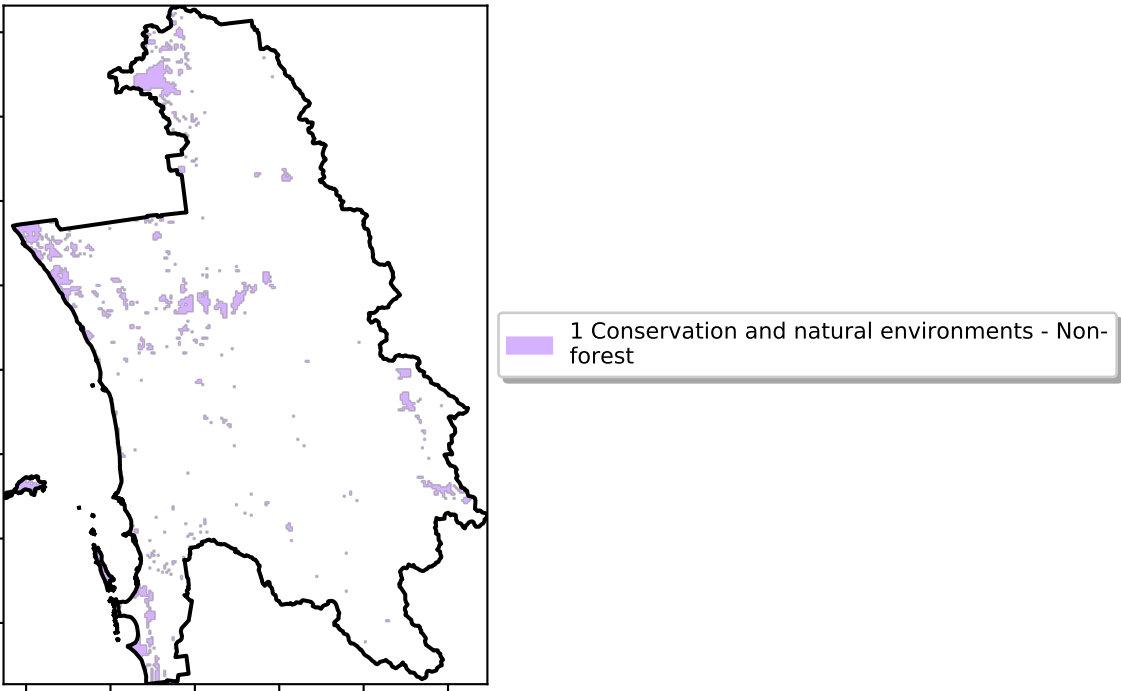 1 Conservation and natural environments - Non-
forest